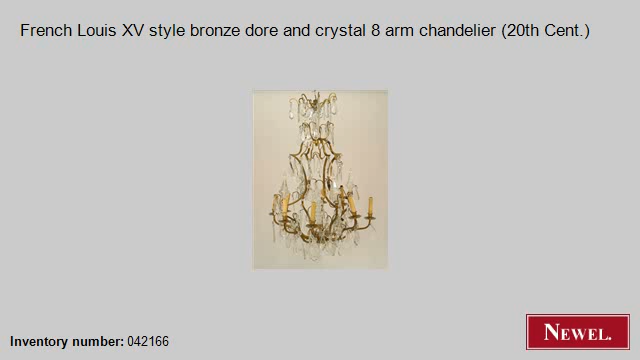 French Louis XV style bronze dore and crystal 8 arm chandelier (20th Cent.)
Inventory number: 042166
NEWEL.